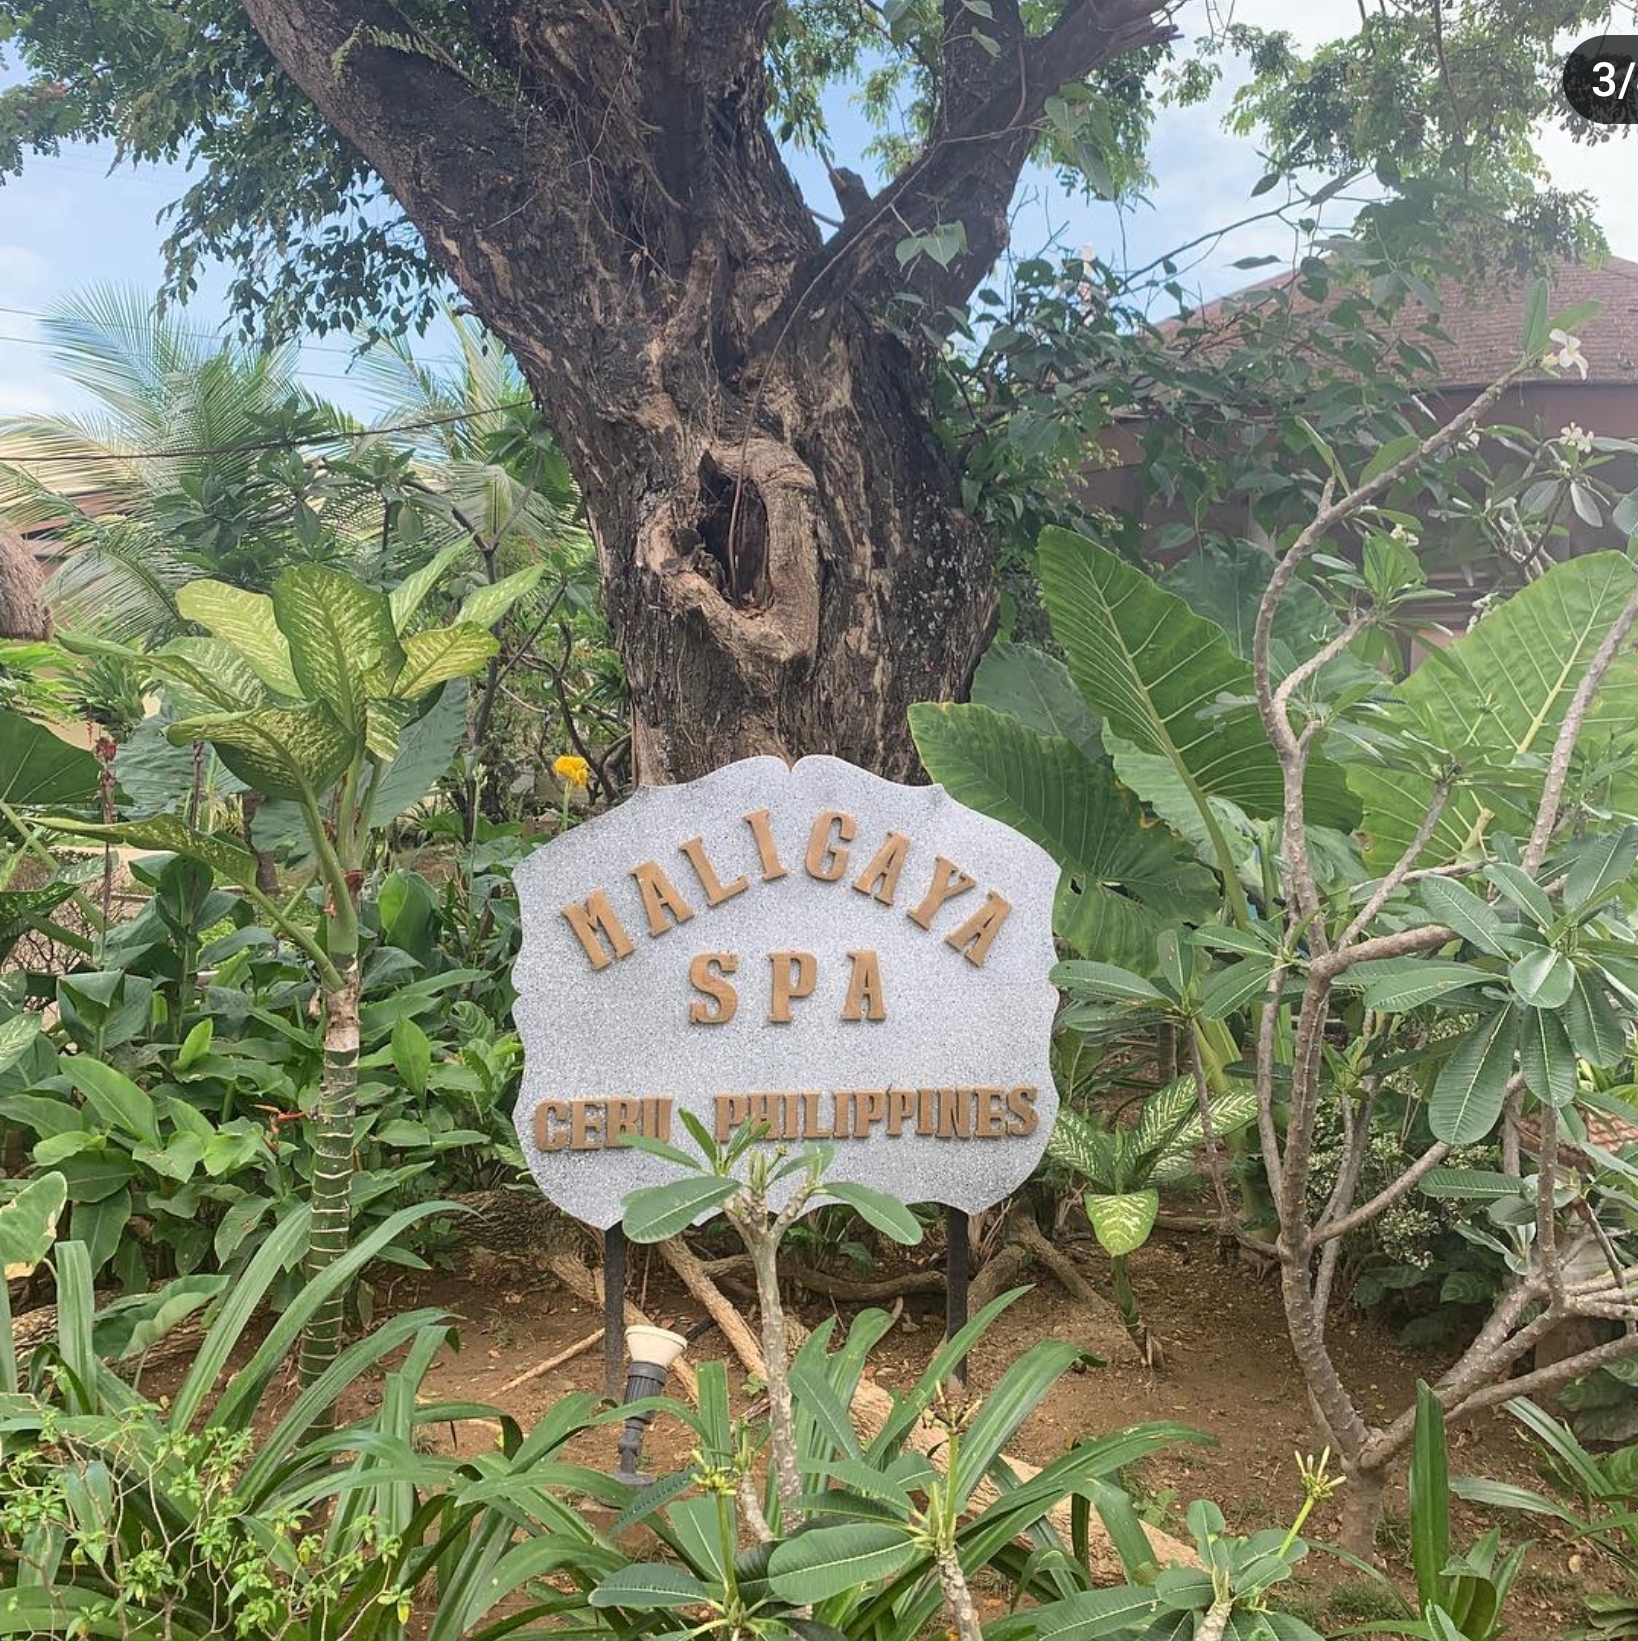 3/
MALIGAYA
SPA
CEBU PHILIPPINES